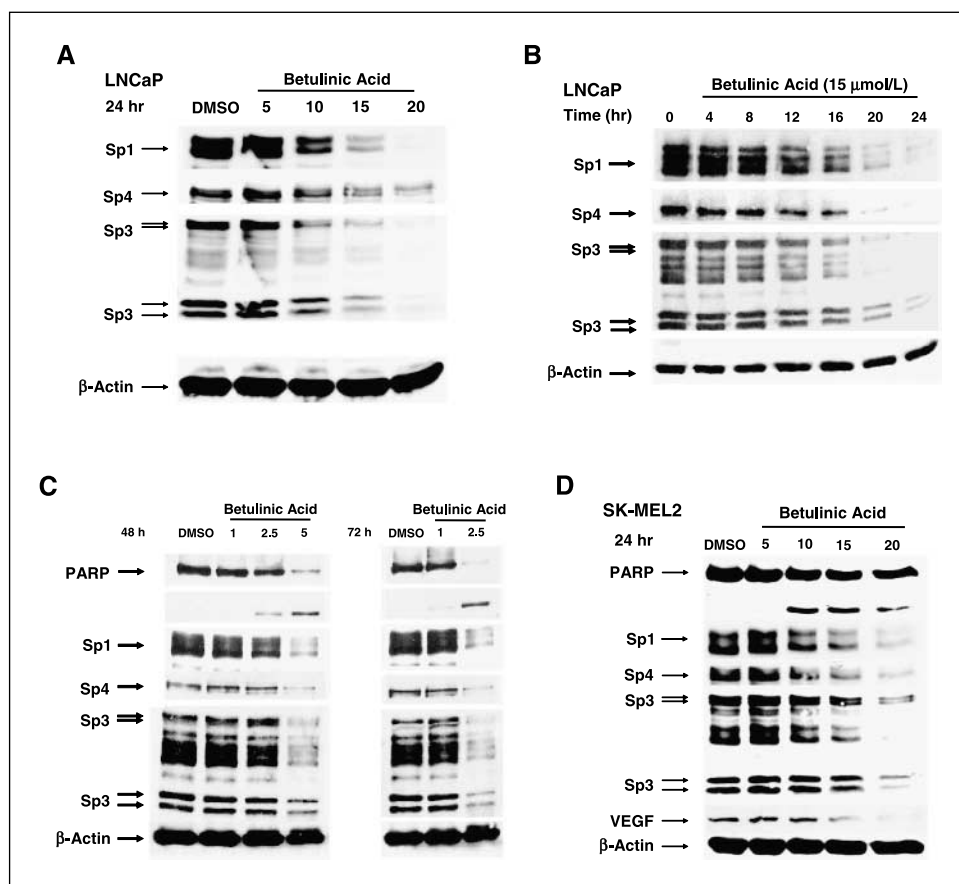 A
LNCaP
Betulinic Acid
24 hr
DMSO 5 10 15 20
Sp1
Sp4
Sp3
Sp3
β-Actin
B
LNCaP
Betulinic Acid (15 μmol/L)
Time (hr)
0 4 8 12 16 20 24
Sp1
Sp4
Sp3
Sp3
β-Actin
C
Betulinic Acid
48 h
DMSO 1 2.5 5
Betulinic Acid
72 h
DMSO 1 2.5
PARP
Sp1
Sp4
Sp3
Sp3
β-Actin
D
SK-MEL2
Betulinic Acid
24 hr
DMSO 5 10 15 20
PARP
Sp1
Sp4
Sp3
Sp3
VEGF
β-Actin